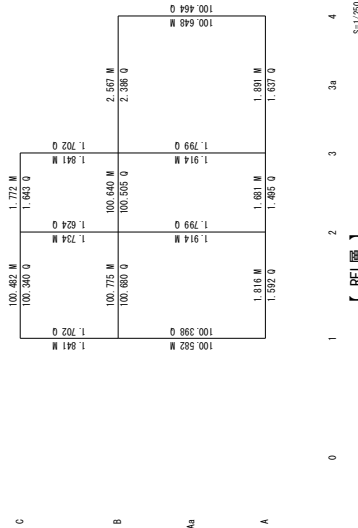 100.464 Q
100.648 M
1.772 M
1.643 Q
100.482 M
100.340 Q
1.702 Q
1.841 M
1.624 Q
1.734 M
1.702 Q
1.841 M
2.567 M
2.386 Q
100.640 M
100.505 Q
100.775 M
100.680 Q
1.799 Q
1.914 M
1.799 Q
1.914 M
100.398 Q
100.582 M
1.891 M
1.637 Q
1.681 M
1.495 Q
1.816 M
1.592 Q
C
B
Aa
A
0
1
2
3
3a
4
【 RFL層 】
S=1/250